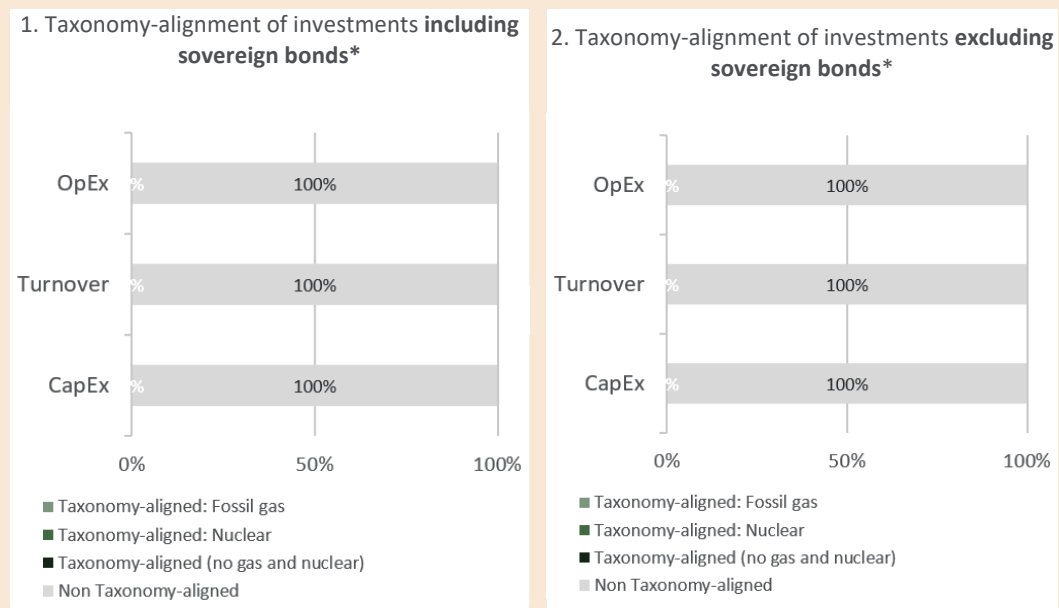 1. Taxonomy-alignment of investments including
sovereign bonds*
OpEx
%
100%
Turnover
%
100%
CapEx
%
100%
0%
50%
100%
■ Taxonomy-aligned: Fossil gas
■ Taxonomy-aligned: Nuclear
■ Taxonomy-aligned (no gas and nuclear)
■ Non Taxonomy-aligned
2. Taxonomy-alignment of investments excluding
sovereign bonds*
OpEx
%
100%
Turnover
%
100%
CapEx
%
100%
0%
50%
100%
■ Taxonomy-aligned: Fossil gas
■ Taxonomy-aligned: Nuclear
■ Taxonomy-aligned (no gas and nuclear)
■ Non Taxonomy-aligned